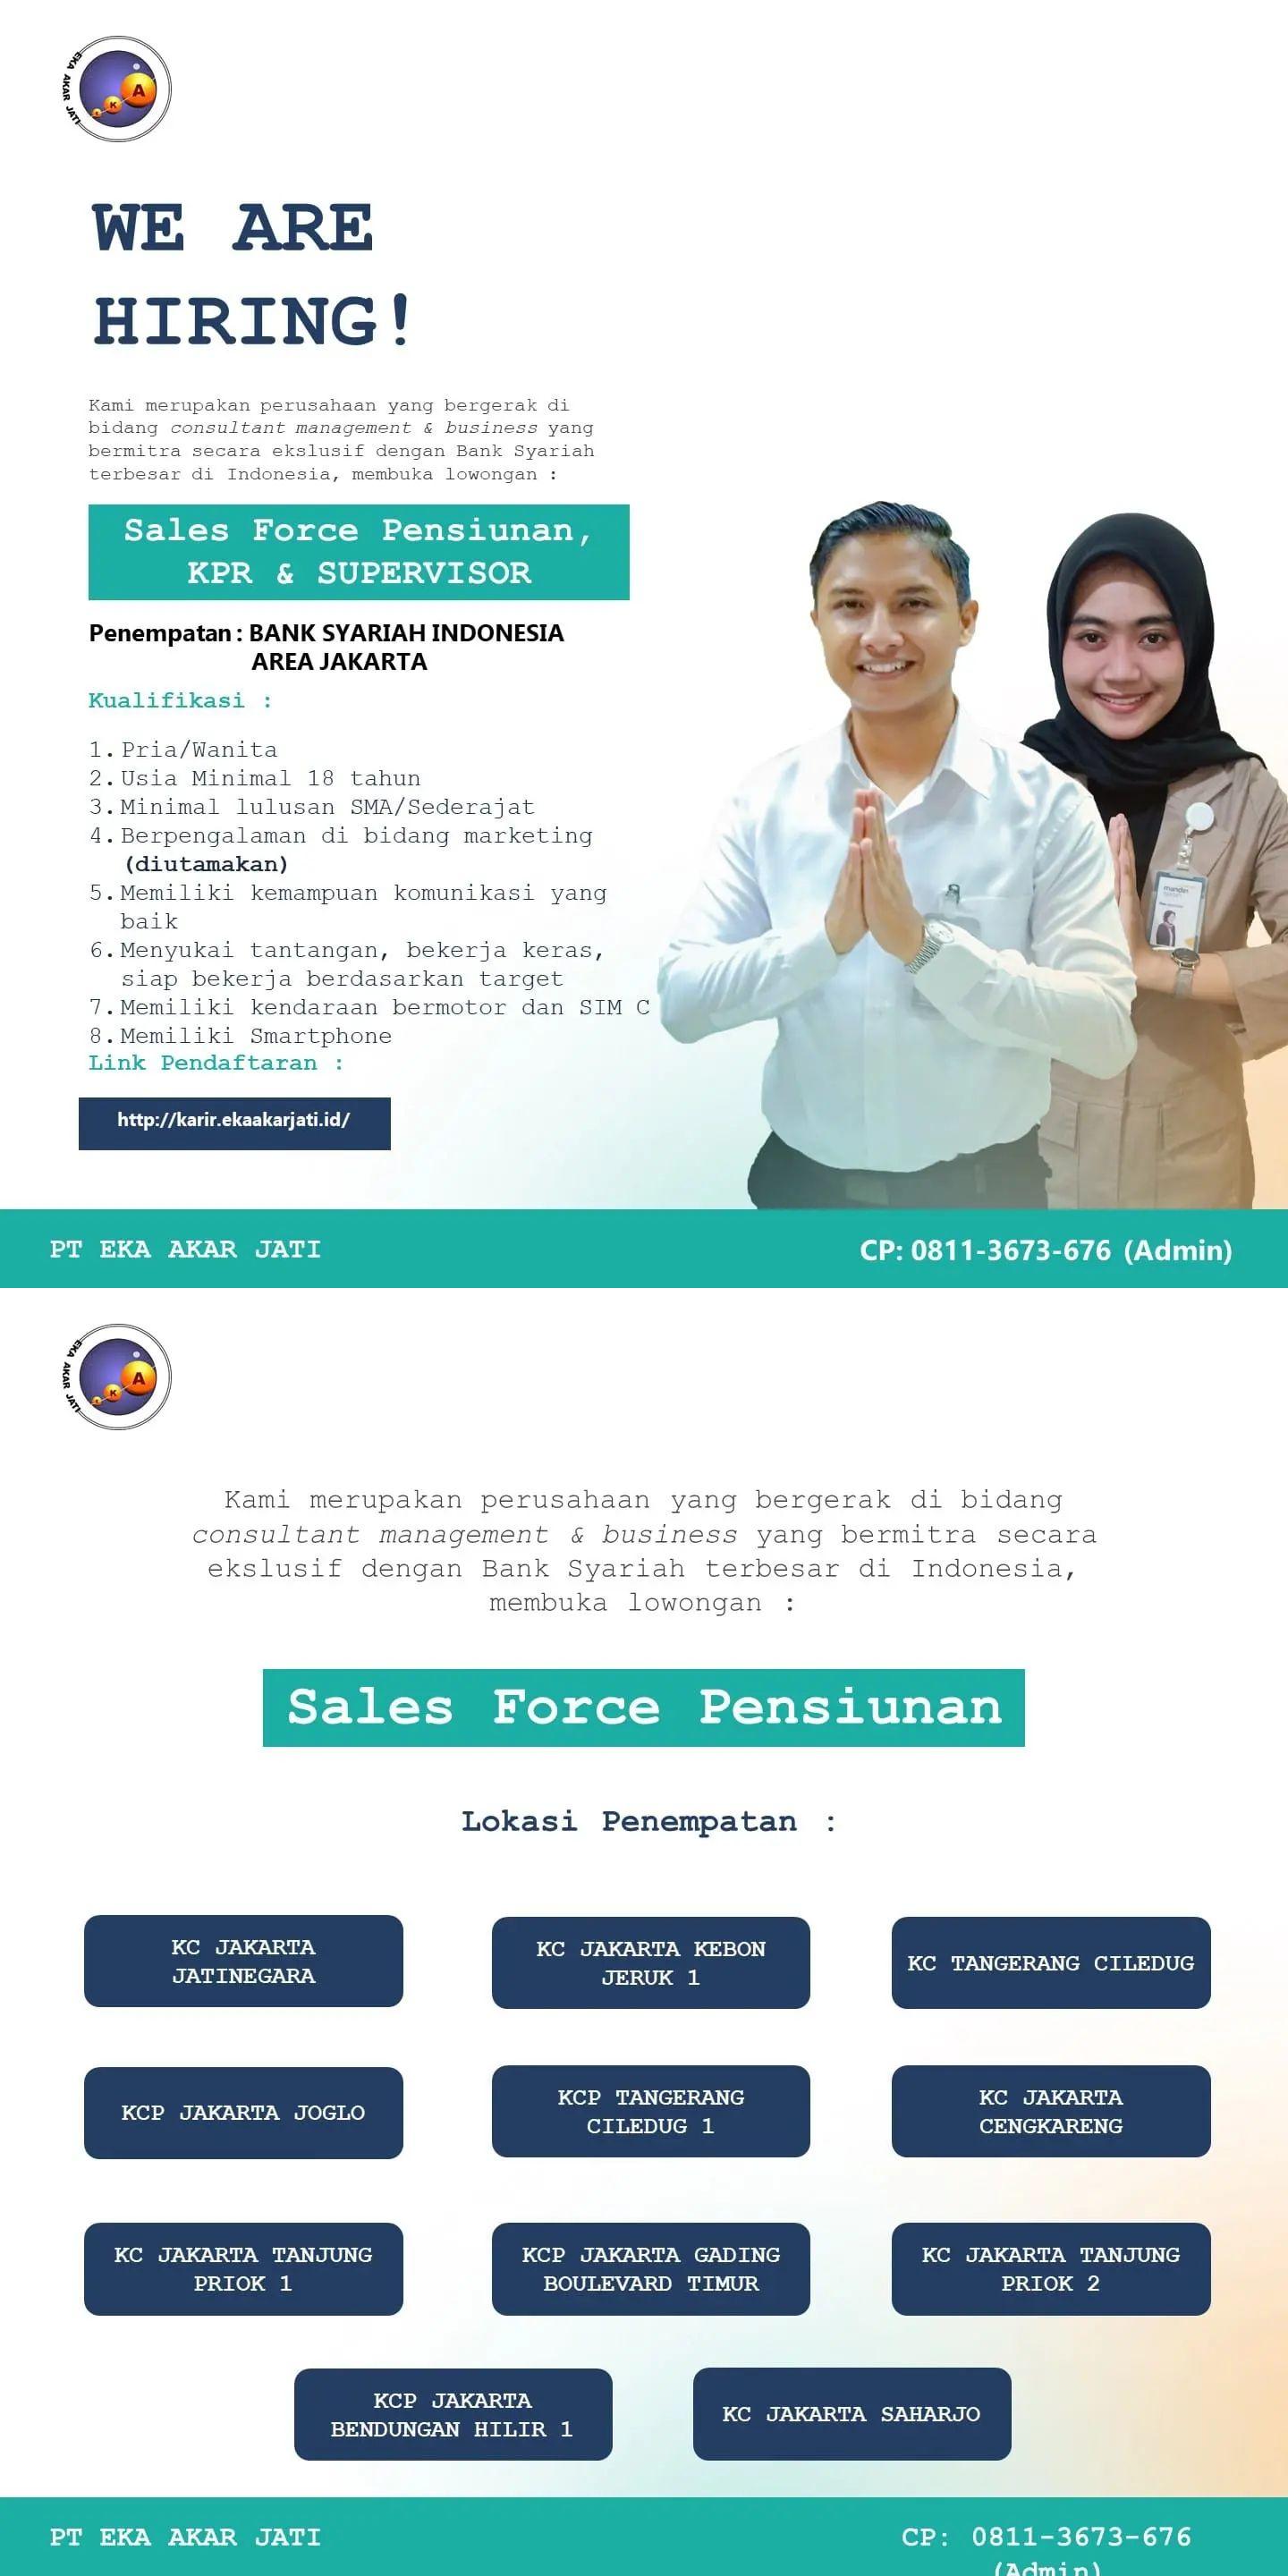 EKA AKAR JATI
A
K
WE ARE
HIRING!
Kami merupakan perusahaan yang bergerak di
bidang consultant management & business yang
bermitra secara ekslusif dengan Bank Syariah
terbesar di Indonesia, membuka lowongan :
Sales Force Pensiunan,
KPR & SUPERVISOR
Penempatan : BANK SYARIAH INDONESIA
AREA JAKARTA
Kualifikasi :
1. Pria/Wanita
2. Usia Minimal 18 tahun
3. Minimal lulusan SMA/Sederajat
4. Berpengalaman di bidang marketing
(diutamakan)
5. Memiliki kemampuan komunikasi yang
baik
6. Menyukai tantangan, bekerja keras,
siap bekerja berdasarkan target
7. Memiliki kendaraan bermotor dan SIM C
8. Memiliki Smartphone
Link Pendaftaran :
http://karir.ekaakarjati.id/
mandiri
PT EKA AKAR JATI
CP: 0811-3673-676 (Admin)
EKA AKAR JATI
A
K
Kami merupakan perusahaan yang bergerak di bidang
consultant management & business yang bermitra secara
ekslusif dengan Bank Syariah terbesar di Indonesia,
membuka lowongan :
Sales Force Pensiunan
Lokasi Penempatan :
KC JAKARTA
JATINEGARA
KC JAKARTA KEBON
JERUK 1
KC TANGERANG CILEDUG
KCP JAKARTA JOGLO
KCP TANGERANG
CILEDUG 1
KC JAKARTA
CENGKARENG
KC JAKARTA TANJUNG
PRIOK 1
KCP JAKARTA GADING
BOULEVARD TIMUR
KC JAKARTA TANJUNG
PRIOK 2
KCP JAKARTA
BENDUNGAN HILIR 1
KC JAKARTA SAHARJO
PT EKA AKAR JATI
CP: 0811-3673-676
(Admin)